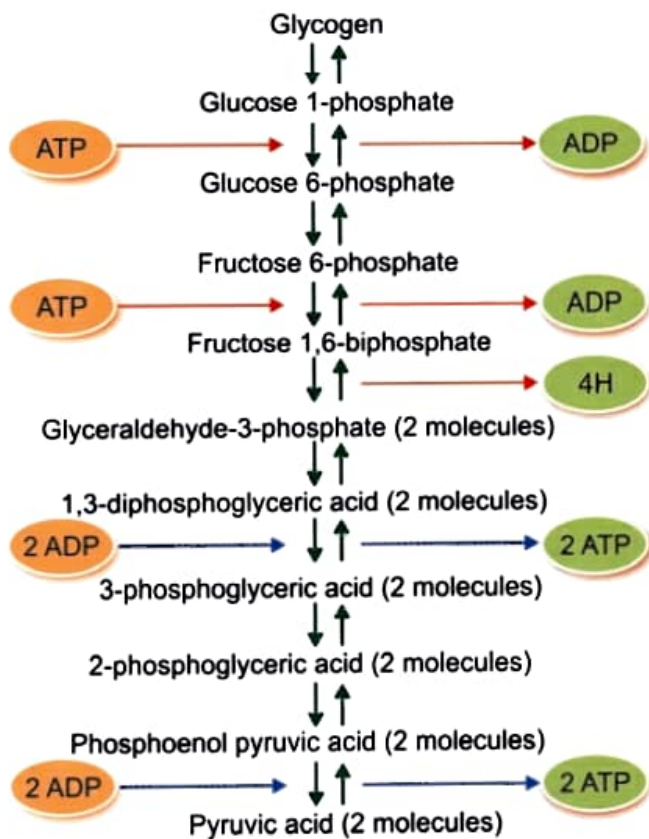 Glycogen
Glucose 1-phosphate
ATP
ADP
Glucose 6-phosphate
Fructose 6-phosphate
ATP
ADP
Fructose 1,6-biphosphate
4H
Glyceraldehyde-3-phosphate (2 molecules)
1,3-diphosphoglyceric acid (2 molecules)
2 ADP
2 ATP
3-phosphoglyceric acid (2 molecules)
2-phosphoglyceric acid (2 molecules)
Phosphoenol pyruvic acid (2 molecules)
2 ADP
2 ATP
Pyruvic acid (2 molecules)